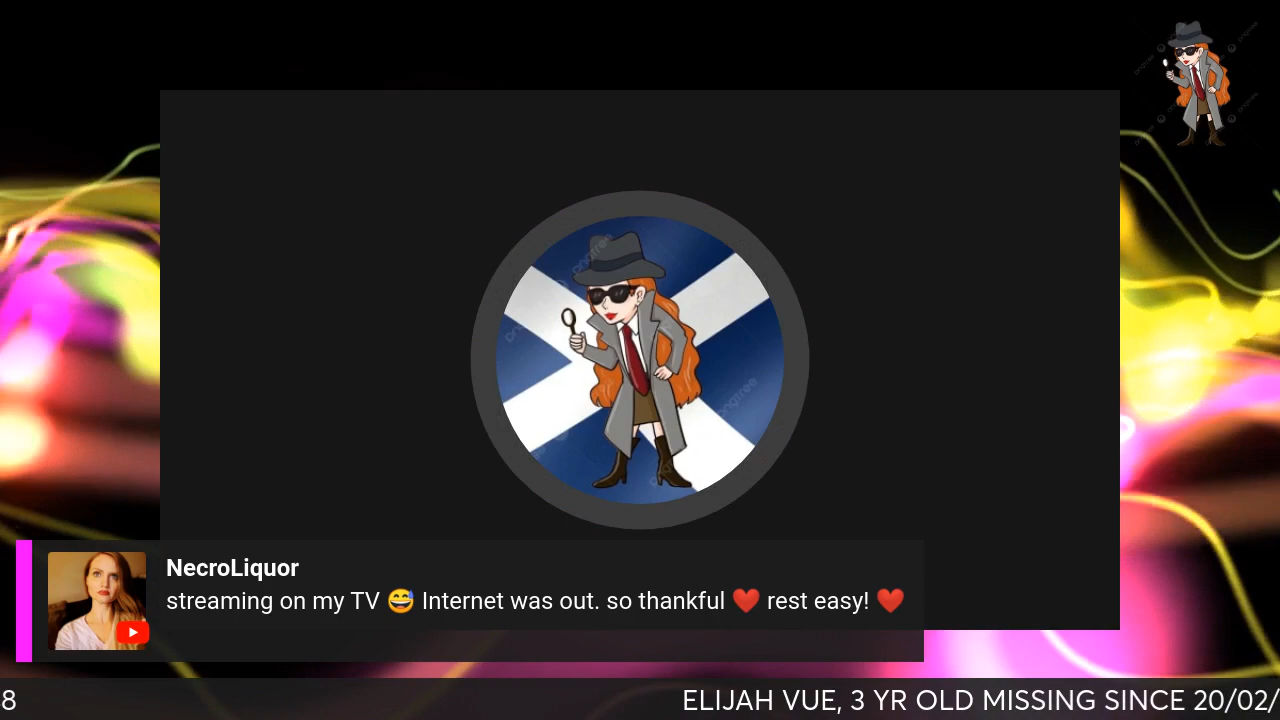 NecroLiquor
streaming on my TV 😅 Internet was out. so thankful ❤️ rest easy! ❤️
8
ELIJAH VUE, 3 YR OLD MISSING SINCE 20/02/